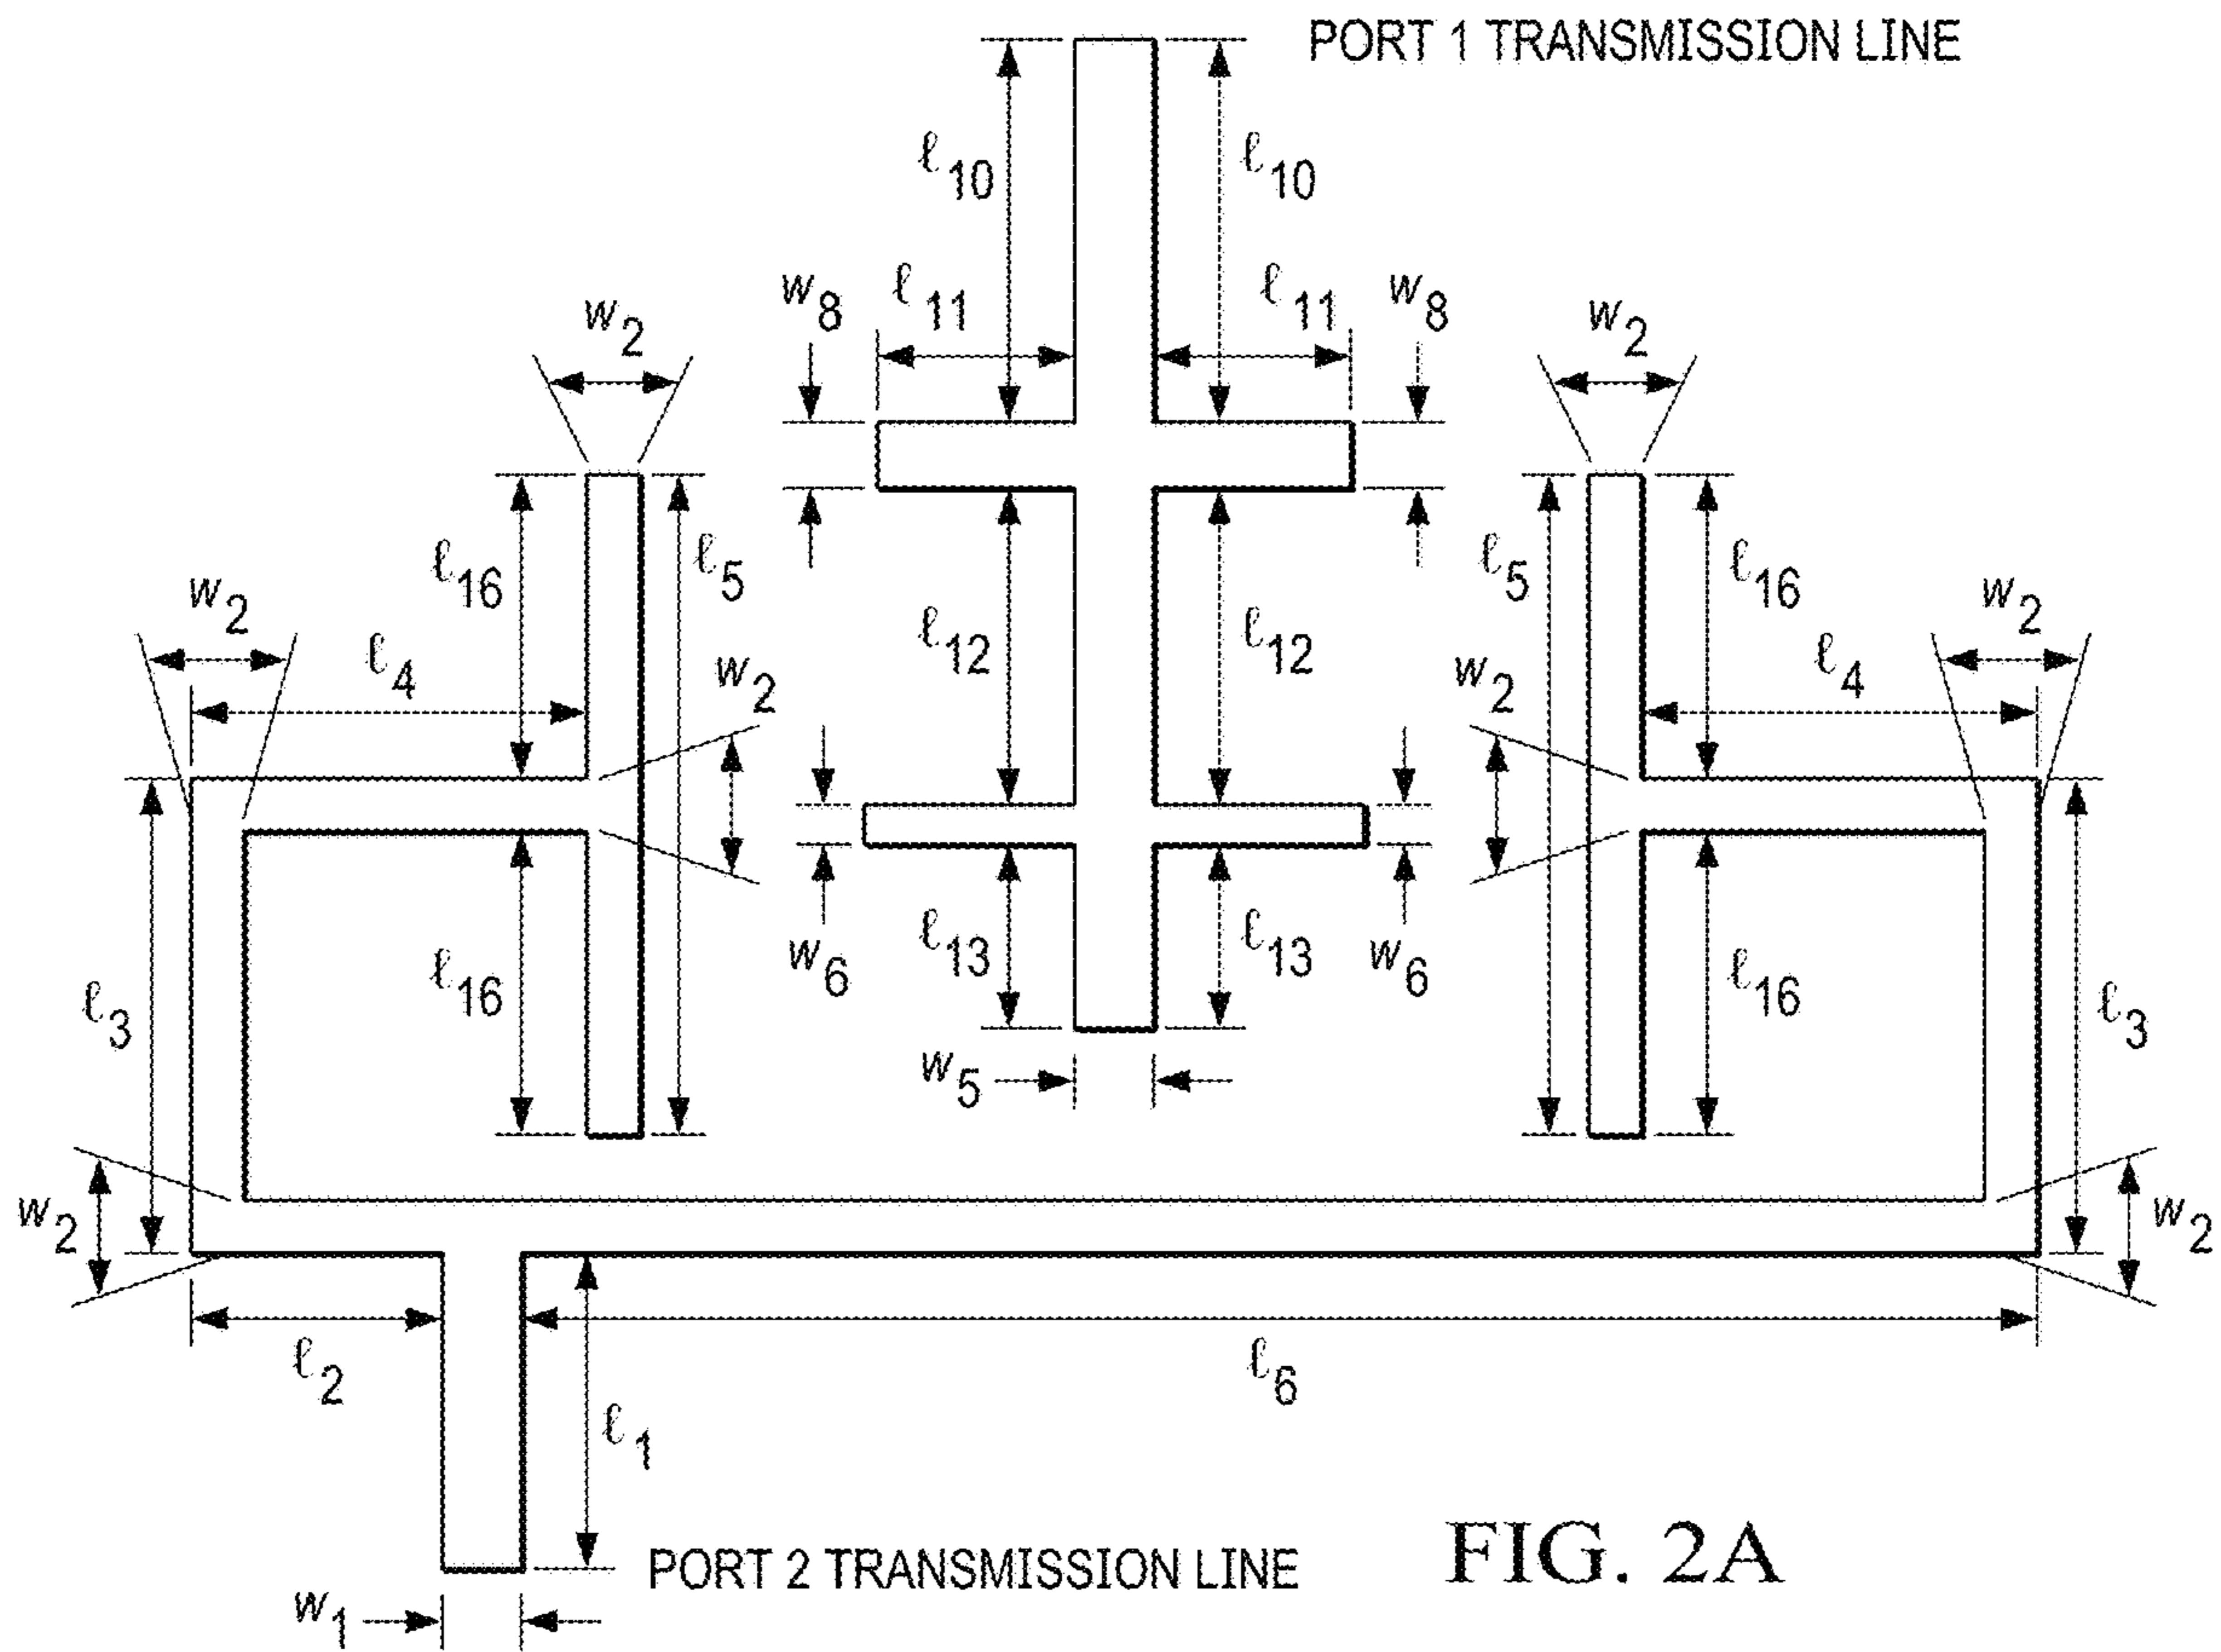 PORT 1 TRANSMISSION LINE
ℓ10 ℓ10
w8 ℓ11 ℓ11 w8
w2 w2
ℓ16 ℓ5 ℓ5 ℓ16
w2 w2
ℓ4 w2 ℓ12 ℓ12 w2 ℓ4
w6 ℓ13 ℓ13 w6
ℓ3 ℓ16 ℓ16 ℓ3
w5
w2 w2
ℓ2 ℓ6
ℓ1
PORT 2 TRANSMISSION LINE
FIG. 2A
w1